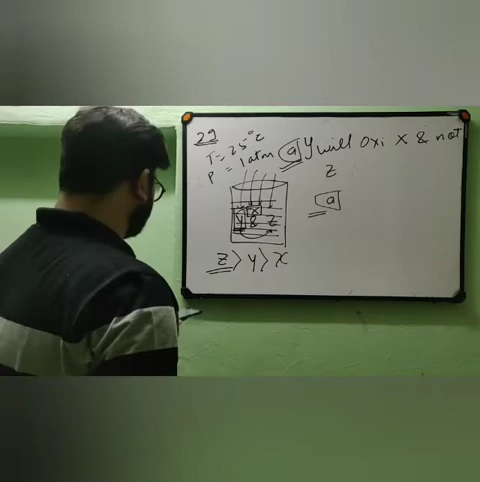 29
T = 25°C
P = 1 atm
a Y will oxi X & not
Z
a
X
Y & Z
Z > Y > X